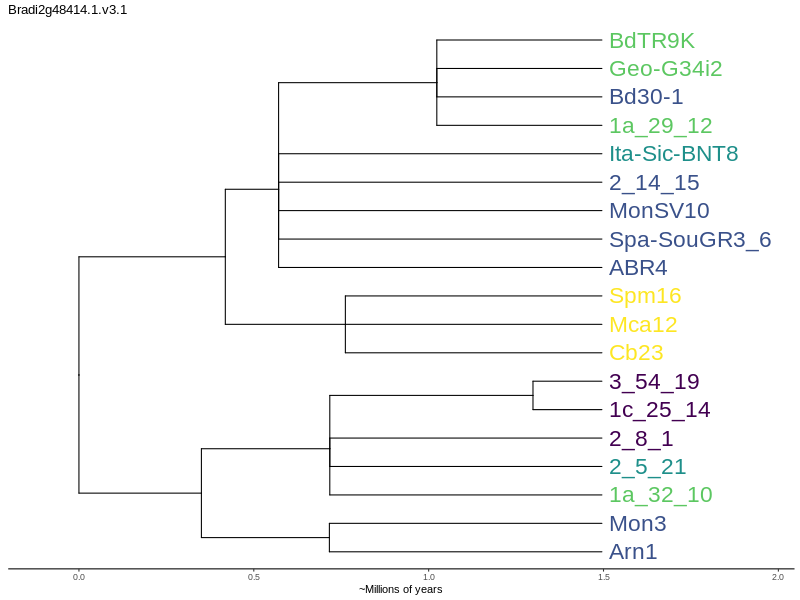 Bradi2g48414.1.v3.1
BdTR9K
Geo-G34i2
Bd30-1
1a_29_12
Ita-Sic-BNT8
2_14_15
MonSV10
Spa-SouGR3_6
ABR4
Spm16
Mca12
Cb23
3_54_19
1c_25_14
2_8_1
2_5_21
1a_32_10
Mon3
Arn1
0.0 0.5 1.0 1.5 2.0
~Millions of years